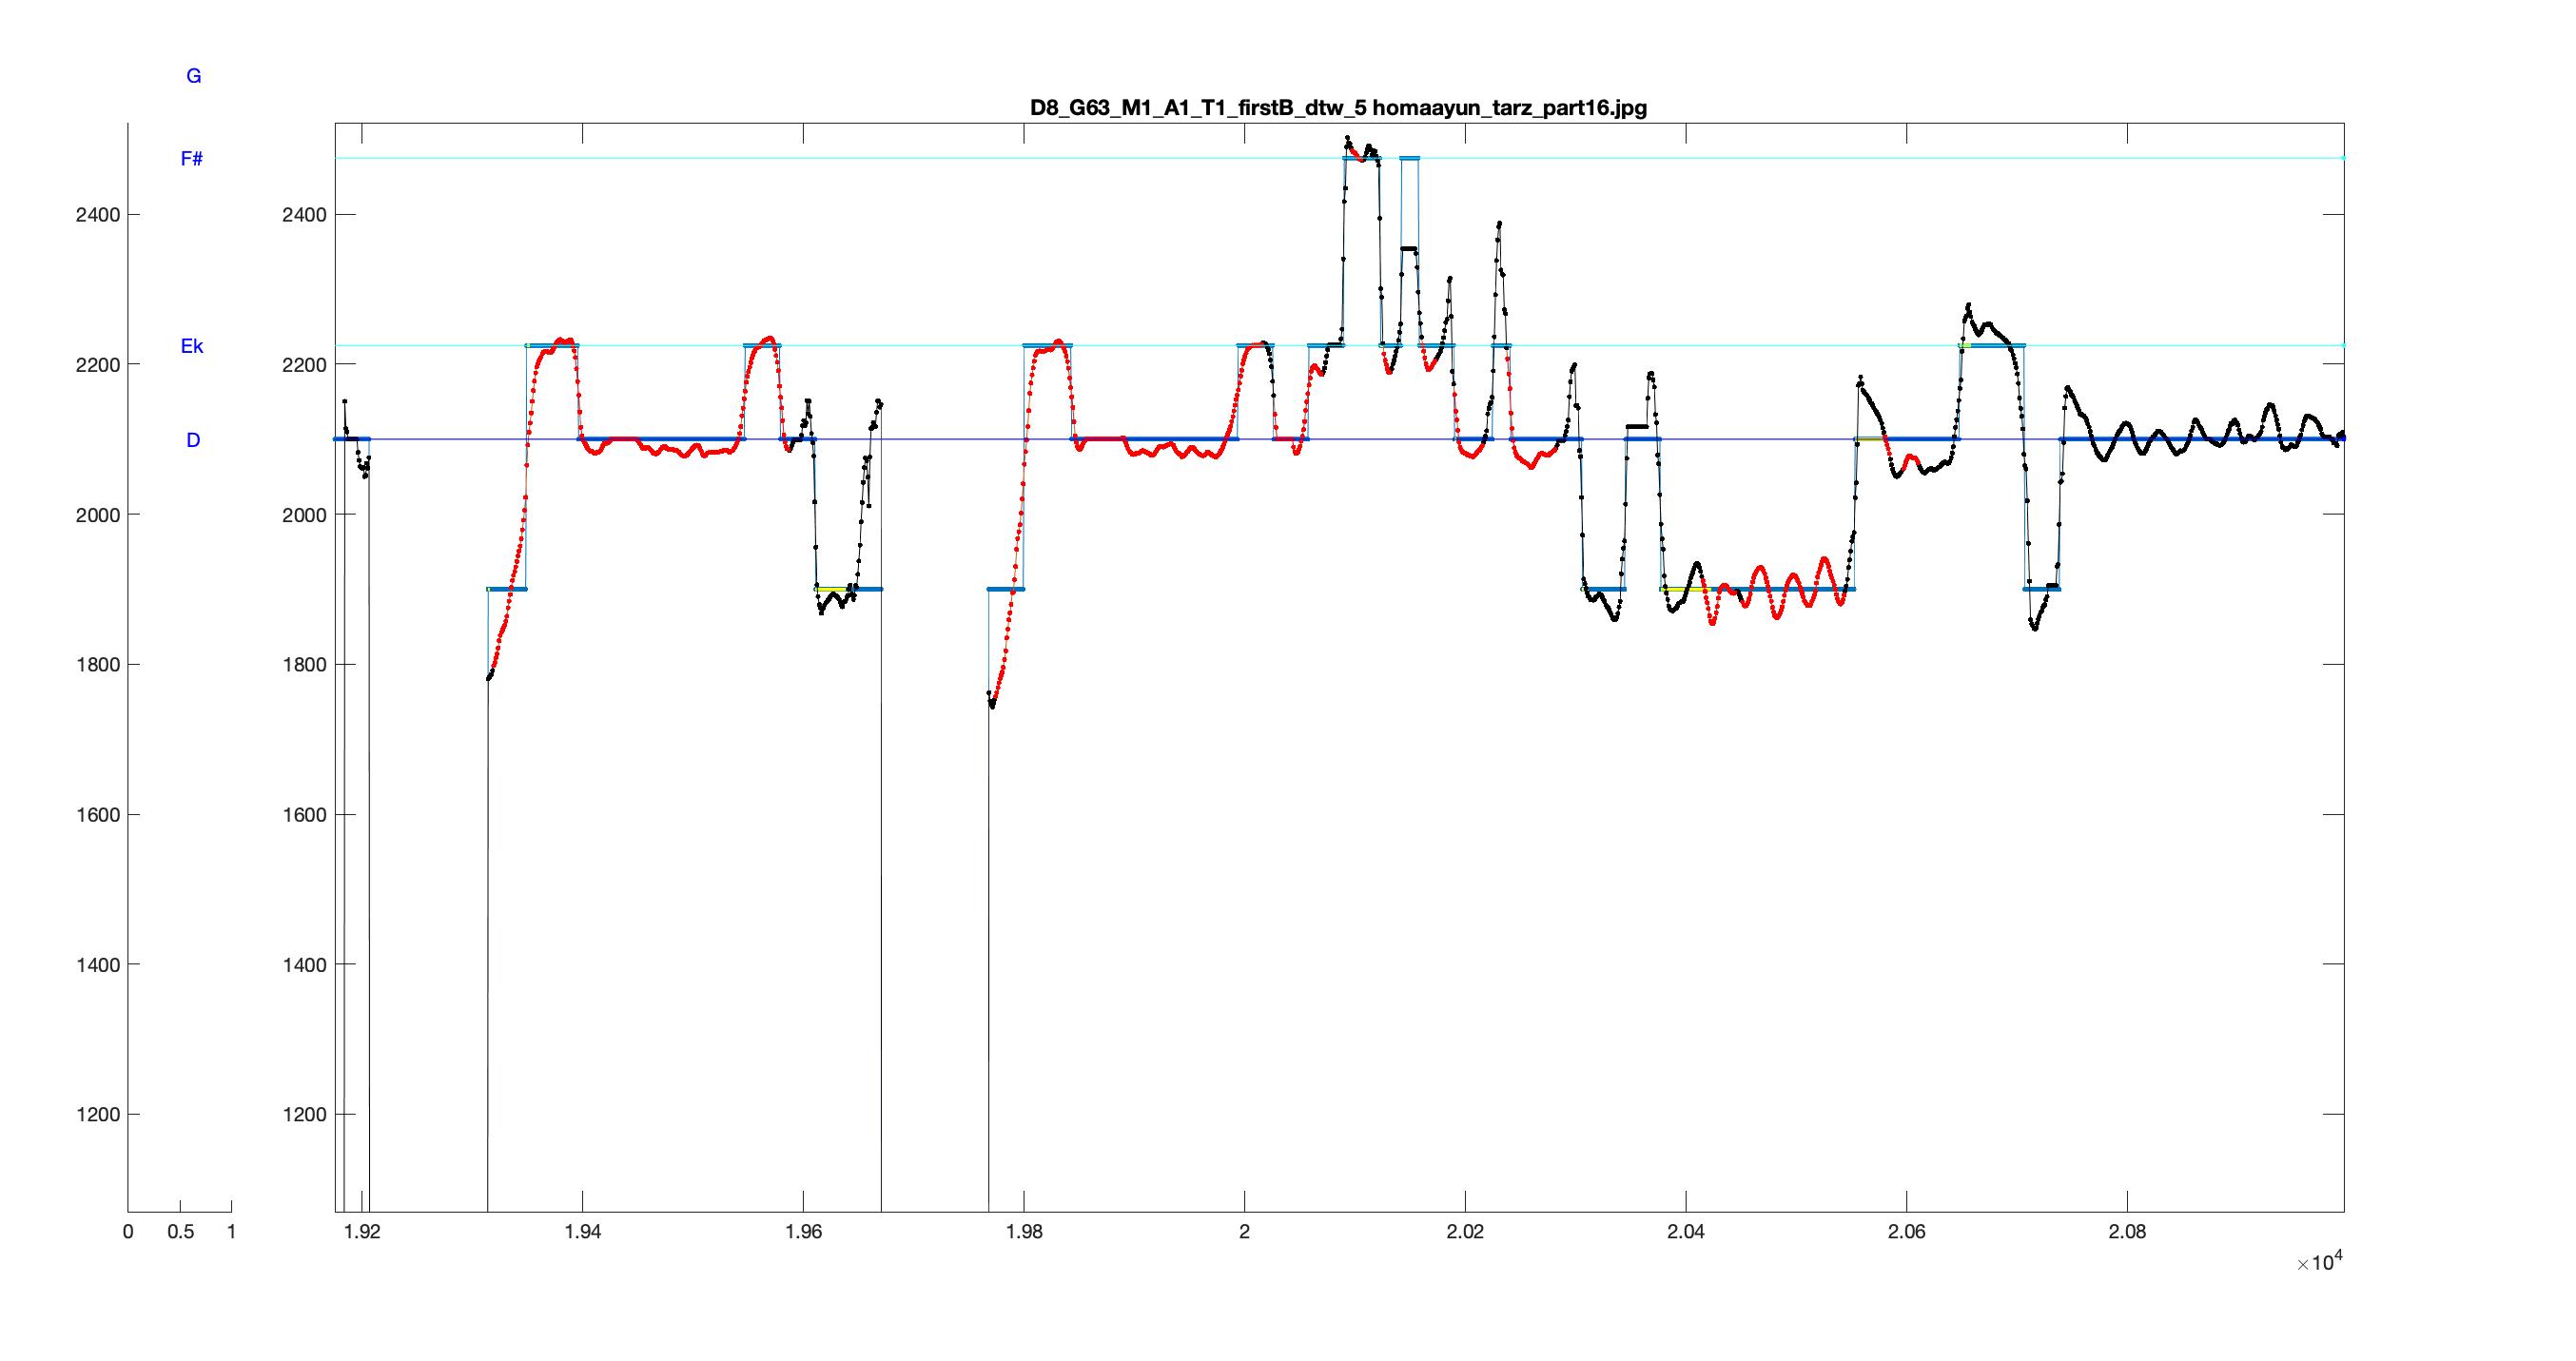 G
D8_G63_M1_A1_T1_firstB_dtw_5 homaayun_tarz_part16.jpg
F#
2400 2400
Ek
2200 2200
D
2000 2000
1800 1800
1600 1600
1400 1400
1200 1200
0 0.5 1 1.92 1.94 1.96 1.98 2 2.02 2.04 2.06 2.08
×10^4